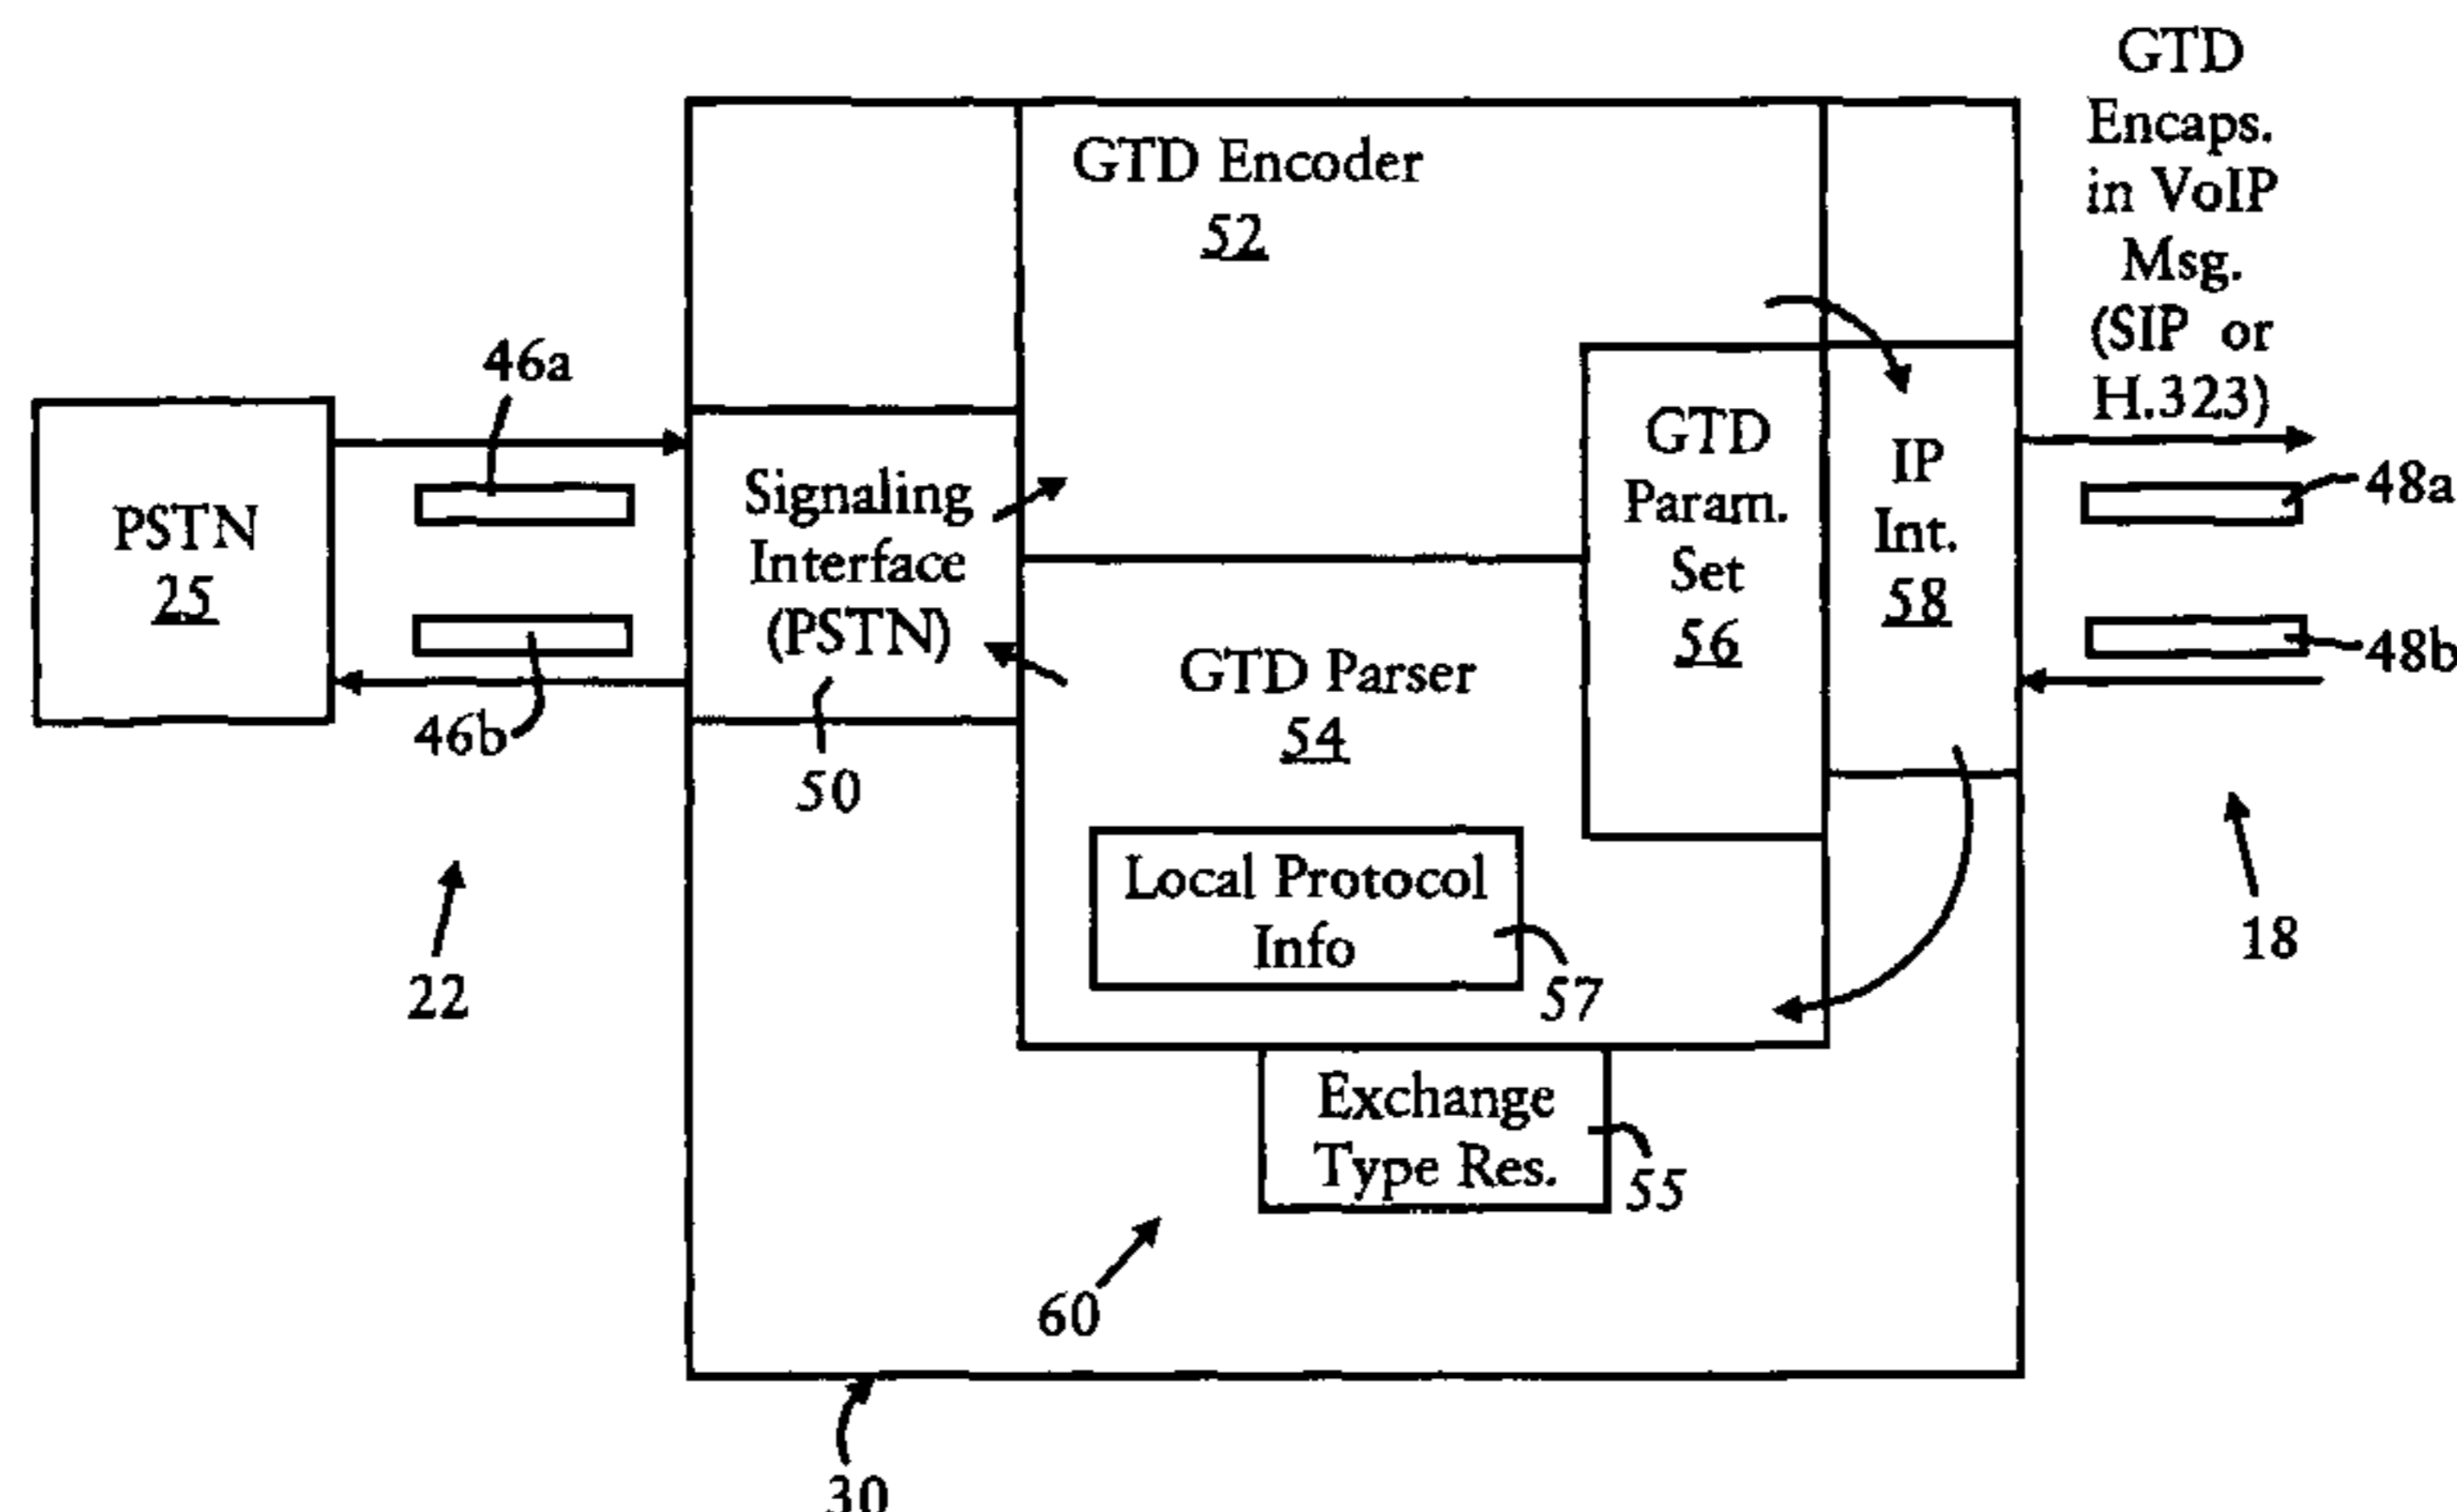 GTD
Encaps.
in VoIP
Msg.
(SIP or
H.323)
GTD Encoder
52
46a
PSTN
25
46b
Signaling
Interface
(PSTN)
50
GTD
Param.
Set
56
IP
Int.
58
48a
48b
GTD Parser
54
Local Protocol
Info
57
22
18
Exchange
Type Res.
55
60
30